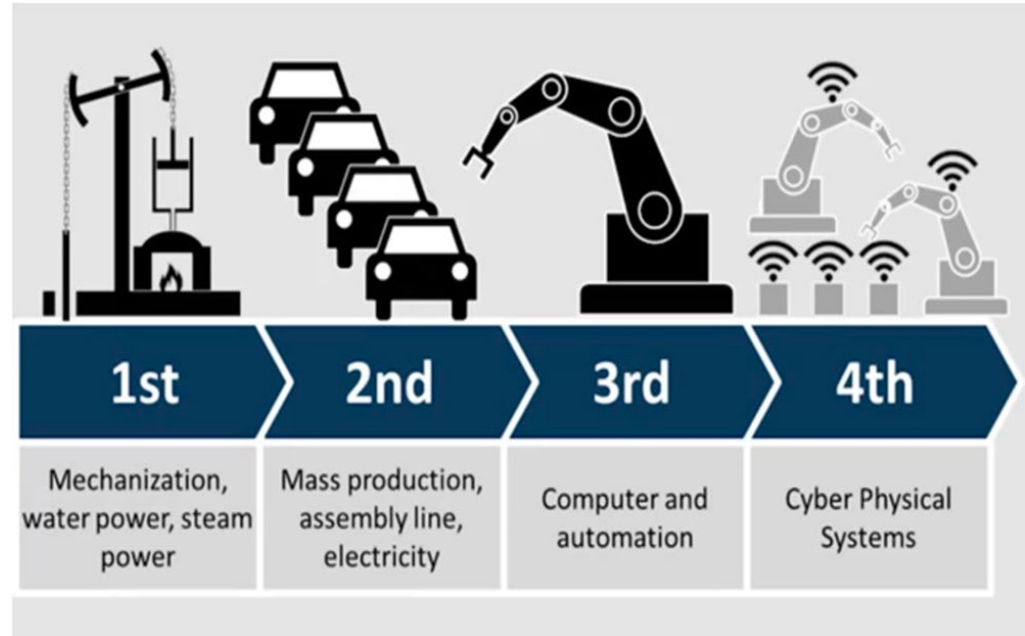 1st
2nd
3rd
4th
Mechanization,
water power, steam
power
Mass production,
assembly line,
electricity
Computer and
automation
Cyber Physical
Systems